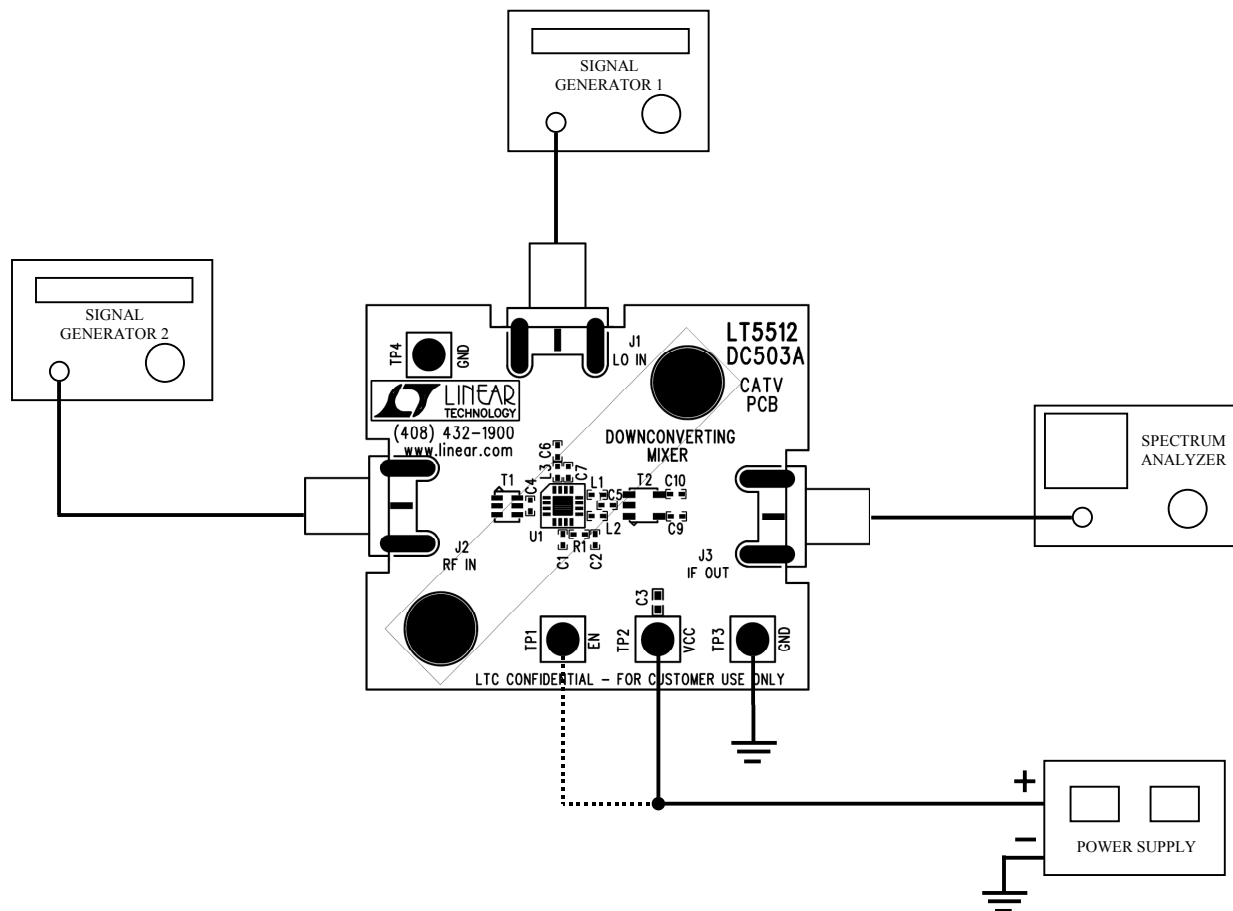 SIGNAL
GENERATOR 1
SIGNAL
GENERATOR 2
TP4
GND
J1
LO IN
LT5512
DC503A
CATV
PCB
LINEAR
TECHNOLOGY
(408) 432-1900
www.linear.com
DOWNCONVERTING
MIXER
SPECTRUM
ANALYZER
C6
L3
C7
T1
C4
L1
C5
T2
C10
U1
L2
C9
C1
R1
C2
J2
RF IN
J3
IF OUT
C3
TP1
EN
TP2
VCC
TP3
GND
LTC CONFIDENTIAL - FOR CUSTOMER USE ONLY
+
-
POWER SUPPLY